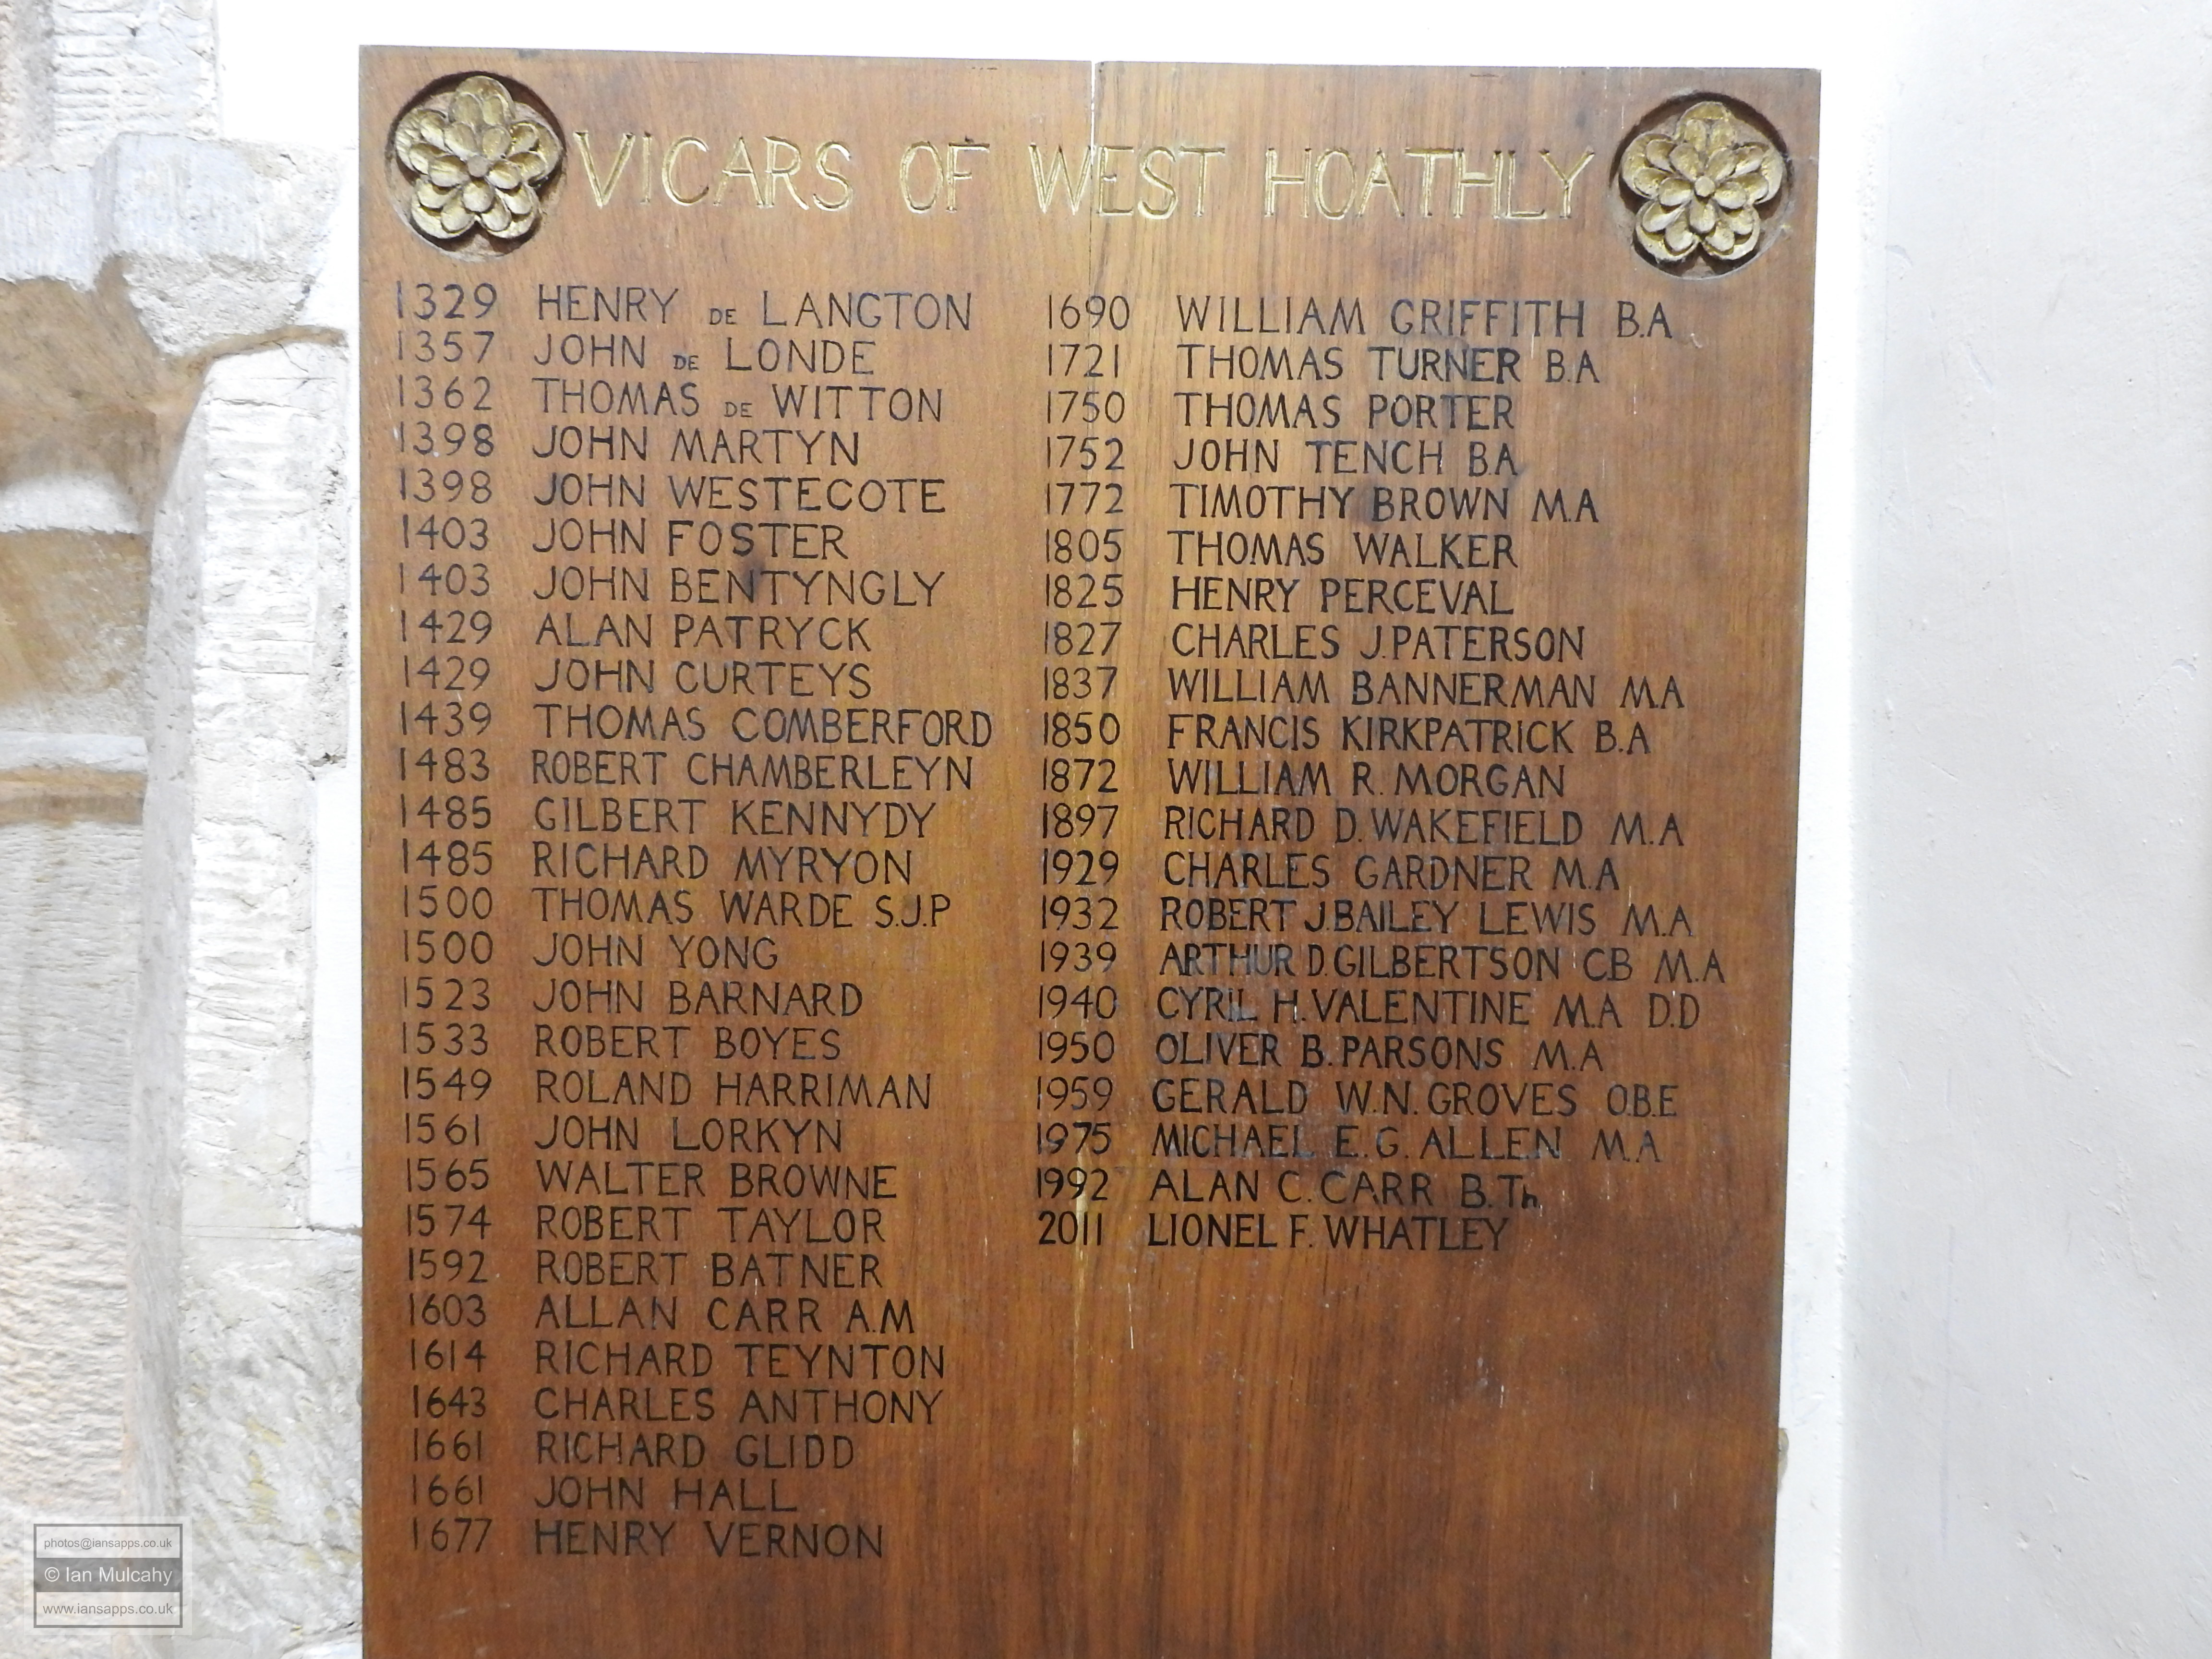 VICARS OF WEST HOATHLY
1329 HENRY DE LANGTON
1357 JOHN DE LONDE
1362 THOMAS DE WITTON
1398 JOHN MARTYN
1398 JOHN WESTECOTE
1403 JOHN FOSTER
1403 JOHN BENTYNGLY
1429 ALAN PATRYCK
1429 JOHN CURTEYS
1439 THOMAS COMBERFORD
1483 ROBERT CHAMBERLEYN
1485 GILBERT KENNYDY
1485 RICHARD MYRYON
1500 THOMAS WARDE S.J.P
1500 JOHN YONG
1523 JOHN BARNARD
1533 ROBERT BOYES
1549 ROLAND HARRIMAN
1561 JOHN LORKYN
1565 WALTER BROWNE
1574 ROBERT TAYLOR
1592 ROBERT BATNER
1603 ALLAN CARR A.M
1614 RICHARD TEYNTON
1643 CHARLES ANTHONY
1661 RICHARD GLIDD
1661 JOHN HALL
1677 HENRY VERNON
1690 WILLIAM GRIFFITH B.A
1721 THOMAS TURNER B.A
1750 THOMAS PORTER
1752 JOHN TENCH B.A
1772 TIMOTHY BROWN M.A
1805 THOMAS WALKER
1825 HENRY PERCEVAL
1827 CHARLES J.PATERSON
1837 WILLIAM BANNERMAN M.A
1850 FRANCIS KIRKPATRICK B.A
1872 WILLIAM R. MORGAN
1897 RICHARD D. WAKEFIELD M.A
1929 CHARLES GARDNER M.A
1932 ROBERT J.BAILEY LEWIS M.A
1939 ARTHUR D.GILBERTSON CB M.A
1940 CYRIL H.VALENTINE M.A D.D
1950 OLIVER B. PARSONS M.A
1959 GERALD W.N. GROVES O.B.E
1975 MICHAEL E.G. ALLEN M.A
1992 ALAN C. CARR B.Th.
2011 LIONEL F. WHATLEY
photos@iansapps.co.uk
© Ian Mulcahy
www.iansapps.co.uk